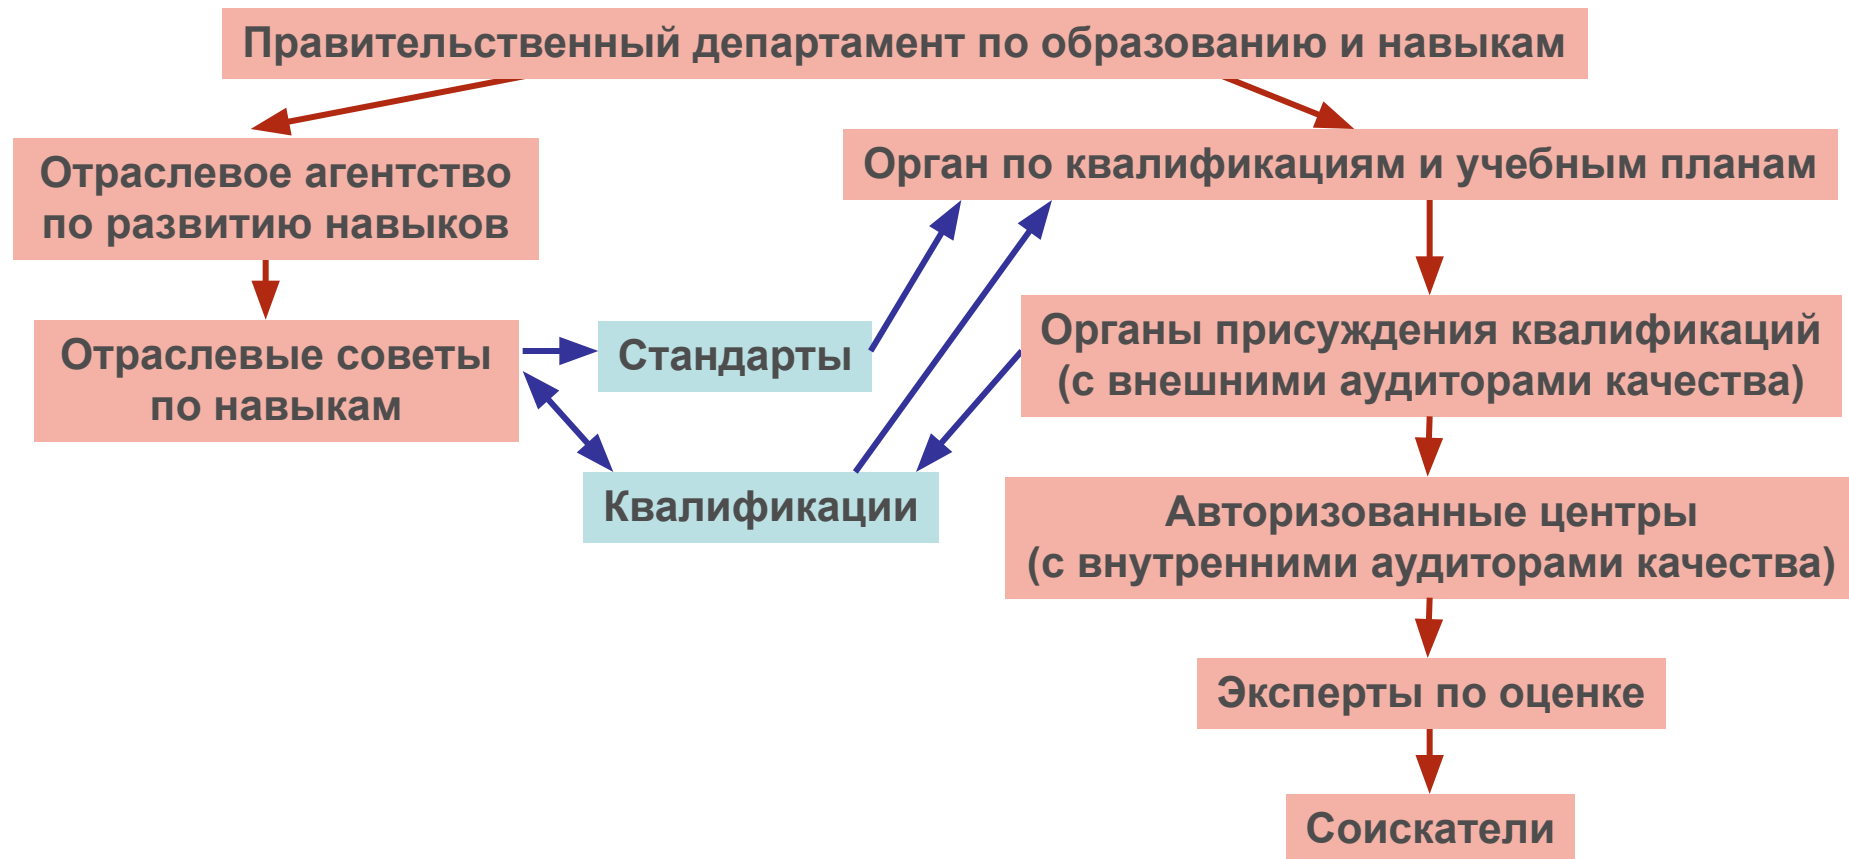 Правительственный департамент по образованию и навыкам
Отраслевое агентство
по развитию навыков
Орган по квалификациям и учебным планам
Отраслевые советы
по навыкам
Стандарты
Квалификации
Органы присуждения квалификаций
(с внешними аудиторами качества)
Авторизованные центры
(с внутренними аудиторами качества)
Эксперты по оценке
Соискатели